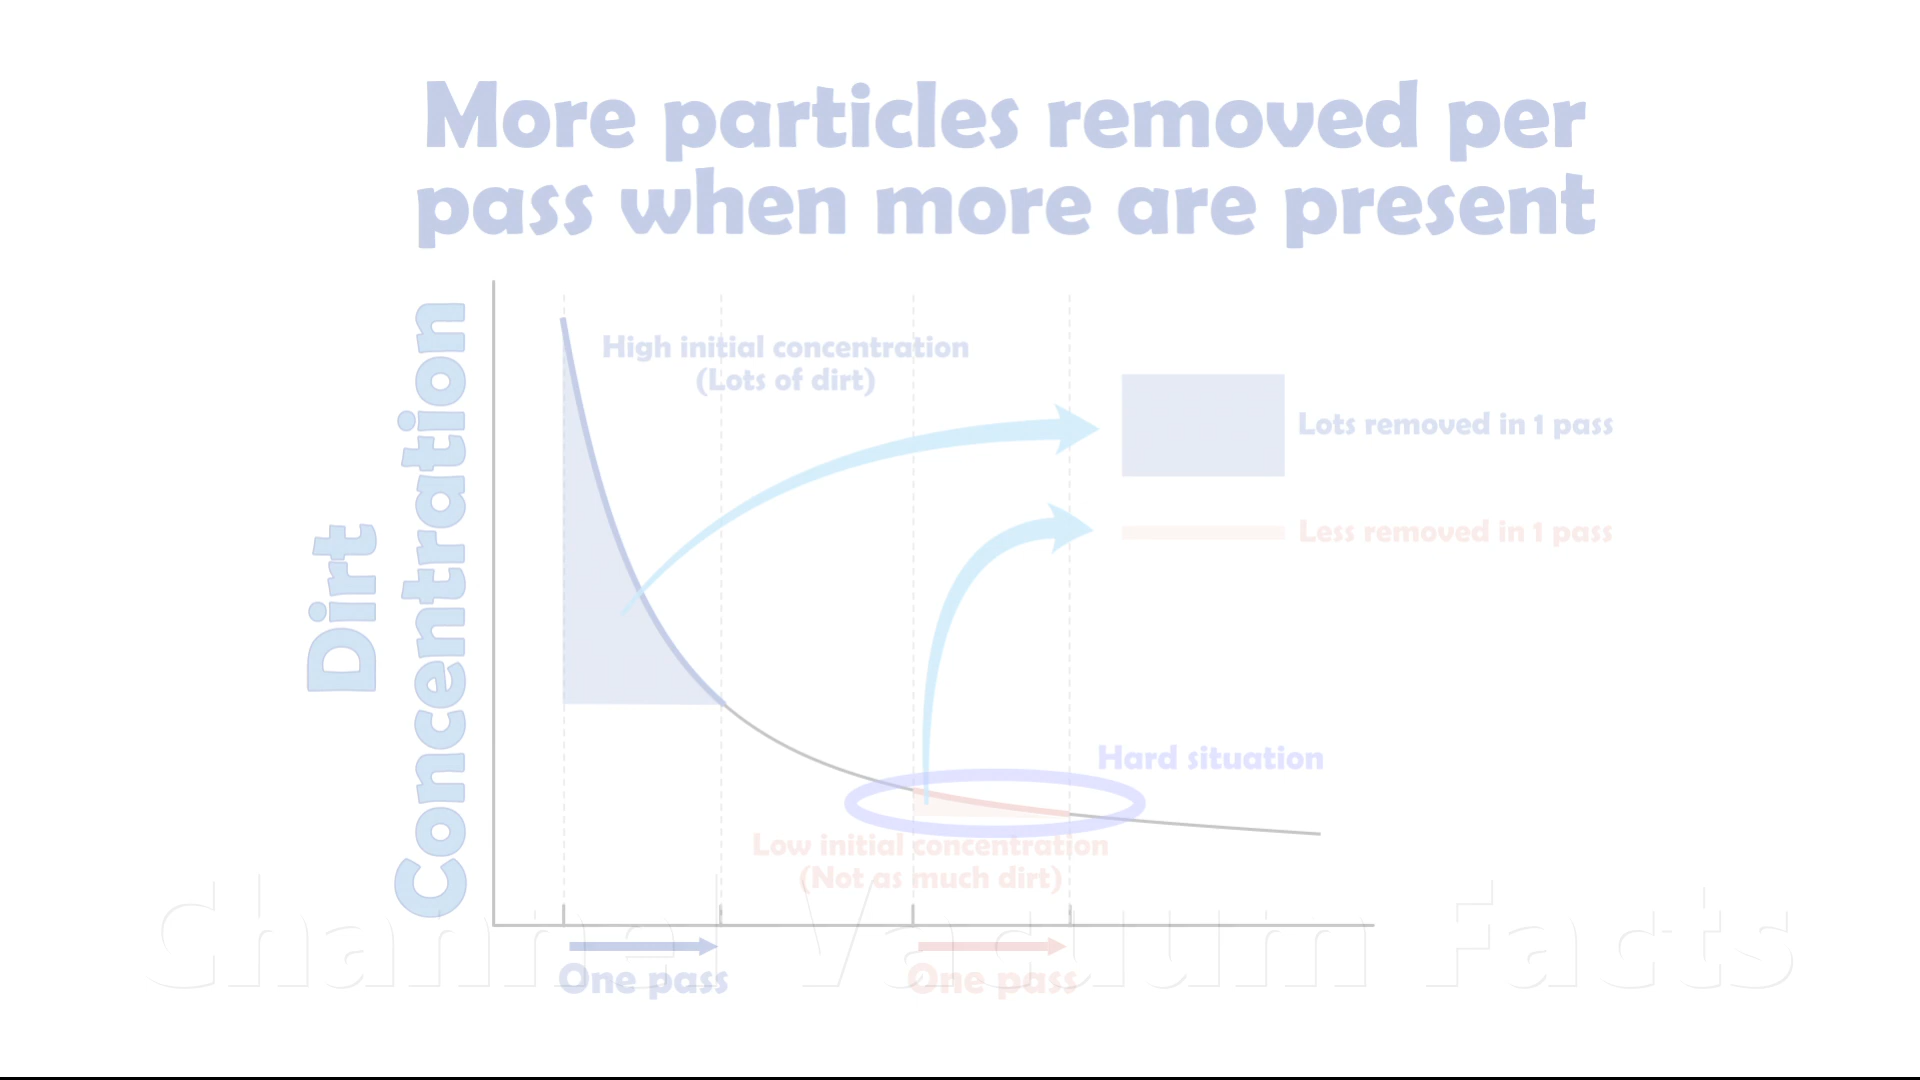 More particles removed per
pass when more are present
Dirt
Concentration
High initial concentration
(Lots of dirt)
Lots removed in 1 pass
Less removed in 1 pass
Hard situation
Low initial concentration
(Not as much dirt)
One pass
One pass
Channel Vacuum Facts